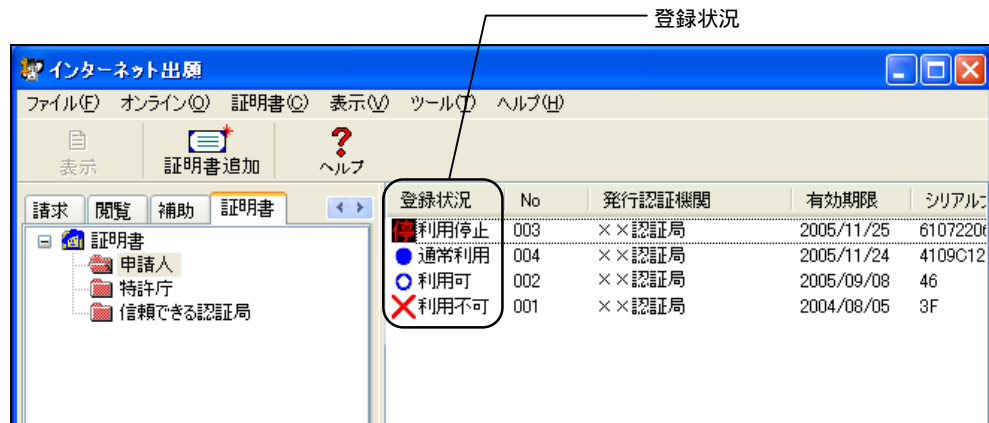 登録状況
インターネット出願
ファイル(F) オンライン(O) 証明書(C) 表示(V) ツール(T) ヘルプ(H)
表示 証明書追加 ヘルプ
請求 閲覧 補助 証明書
登録状況 No 発行認証機関 有効期限 シリアル
停 利用停止 003 ××認証局 2005/11/25 6107220
通常利用 004 ××認証局 2005/11/24 4109C12
利用可 002 ××認証局 2005/09/08 46
利用不可 001 ××認証局 2004/08/05 3F
証明書
申請人
特許庁
信頼できる認証局